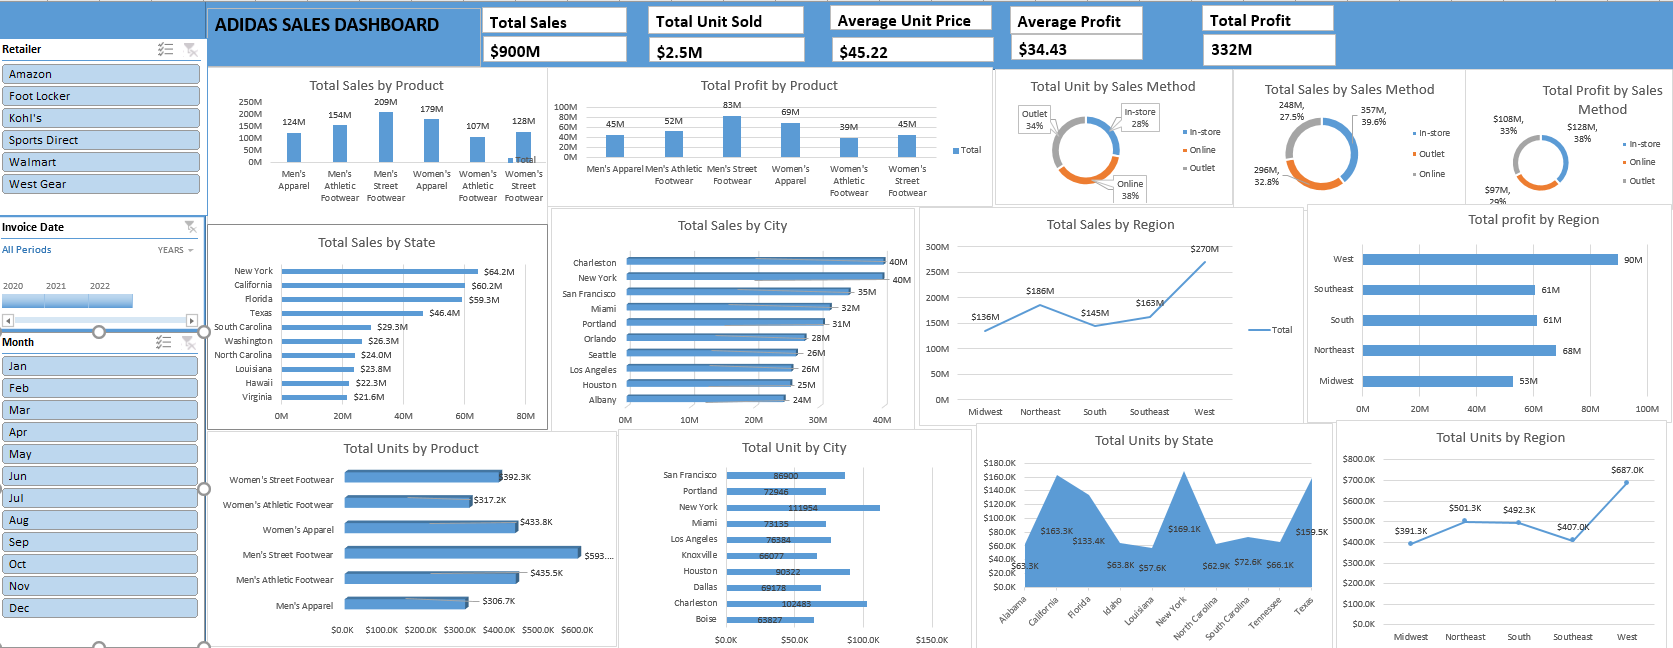 ADIDAS SALES DASHBOARD
Total Sales
$900M
Total Unit Sold
$2.5M
Average Unit Price
$45.22
Average Profit
$34.43
Total Profit
332M
Retailer
Amazon
Foot Locker
Kohl's
Sports Direct
Walmart
West Gear
Invoice Date
All Periods
YEARS
2020 2021 2022
Month
Jan
Feb
Mar
Apr
May
Jun
Jul
Aug
Sep
Oct
Nov
Dec
Total Sales by Product
250M
200M
150M
100M
50M
0M
124M
154M
209M
179M
107M
128M
Total
Men's Apparel
Men's Athletic Footwear
Men's Street Footwear
Women's Apparel
Women's Athletic Footwear
Women's Street Footwear
Total Profit by Product
100M
80M
60M
40M
20M
0M
45M
52M
83M
69M
39M
45M
Total
Men's Apparel
Men's Athletic Footwear
Men's Street Footwear
Women's Apparel
Women's Athletic Footwear
Women's Street Footwear
Total Unit by Sales Method
Outlet 34%
In-store 28%
Online 38%
In-store
Online
Outlet
Total Sales by Sales Method
248M, 27.5%
357M, 39.6%
296M, 32.8%
In-store
Outlet
Online
Total Profit by Sales Method
$108M, 33%
$128M, 38%
$97M, 29%
In-store
Online
Outlet
Total Sales by State
New York $64.2M
California $60.2M
Florida $59.3M
Texas $46.4M
South Carolina $29.3M
Washington $26.3M
North Carolina $24.0M
Louisiana $23.8M
Hawaii $22.3M
Virginia $21.6M
0M 20M 40M 60M 80M
Total Sales by City
Charleston 40M
New York 40M
San Francisco 35M
Miami 32M
Portland 31M
Orlando 28M
Seattle 26M
Los Angeles 26M
Houston 25M
Albany 24M
0M 10M 20M 30M 40M
Total Sales by Region
300M
250M
200M
150M
100M
50M
0M
$136M
$186M
$145M
$163M
$270M
Total
Midwest Northeast South Southeast West
Total profit by Region
West 90M
Southeast 61M
South 61M
Northeast 68M
Midwest 53M
0M 20M 40M 60M 80M 100M
Total Units by Product
Women's Street Footwear $392.3K
Women's Athletic Footwear $317.2K
Women's Apparel $433.8K
Men's Street Footwear $593....
Men's Athletic Footwear $435.5K
Men's Apparel $306.7K
$0.0K $100.0K $200.0K $300.0K $400.0K $500.0K $600.0K
Total Unit by City
San Francisco 86900
Portland 72946
New York 111954
Miami 73135
Los Angeles 76384
Knoxville 66077
Houston 90322
Dallas 69178
Charleston 102483
Boise 63827
$0.0K $50.0K $100.0K $150.0K
Total Units by State
$180.0K
$160.0K
$140.0K
$120.0K
$100.0K
$80.0K
$60.0K
$40.0K
$20.0K
$0.0K
$63.3K
$163.3K
$133.4K
$63.8K
$57.6K
$169.1K
$62.9K
$72.6K
$66.1K
$159.5K
Alabama
California
Florida
Idaho
Louisiana
New York
North Carolina
South Carolina
Tennessee
Texas
Total Units by Region
$800.0K
$700.0K
$600.0K
$500.0K
$400.0K
$300.0K
$200.0K
$100.0K
$0.0K
$391.3K
$501.3K
$492.3K
$407.0K
$687.0K
Midwest Northeast South Southeast West